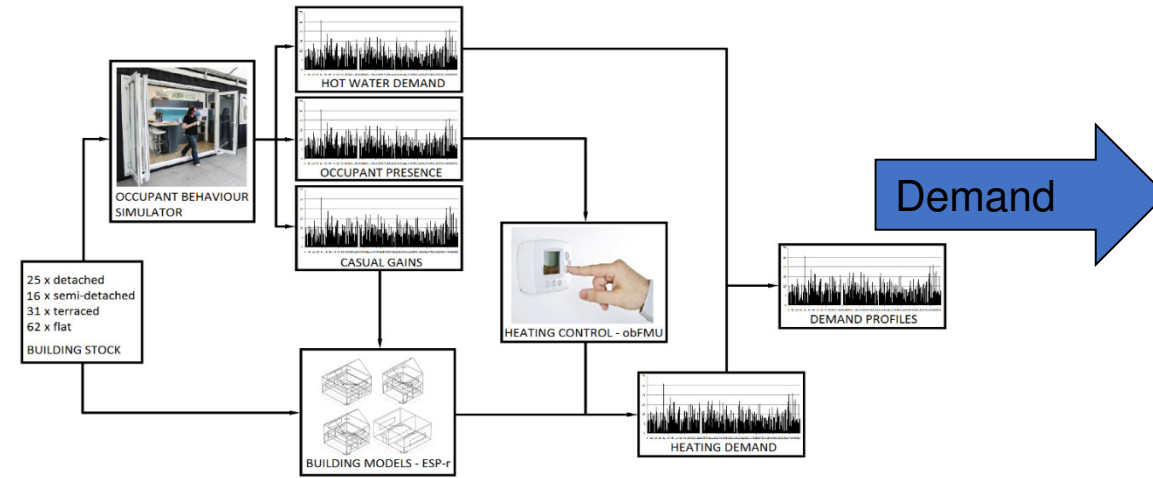 HOT WATER DEMAND
OCCUPANT PRESENCE
CASUAL GAINS
OCCUPANT BEHAVIOUR
SIMULATOR
25 x detached
16 x semi-detached
31 x terraced
62 x flat
BUILDING STOCK
HEATING CONTROL - obFMU
BUILDING MODELS - ESP-r
HEATING DEMAND
DEMAND PROFILES
Demand